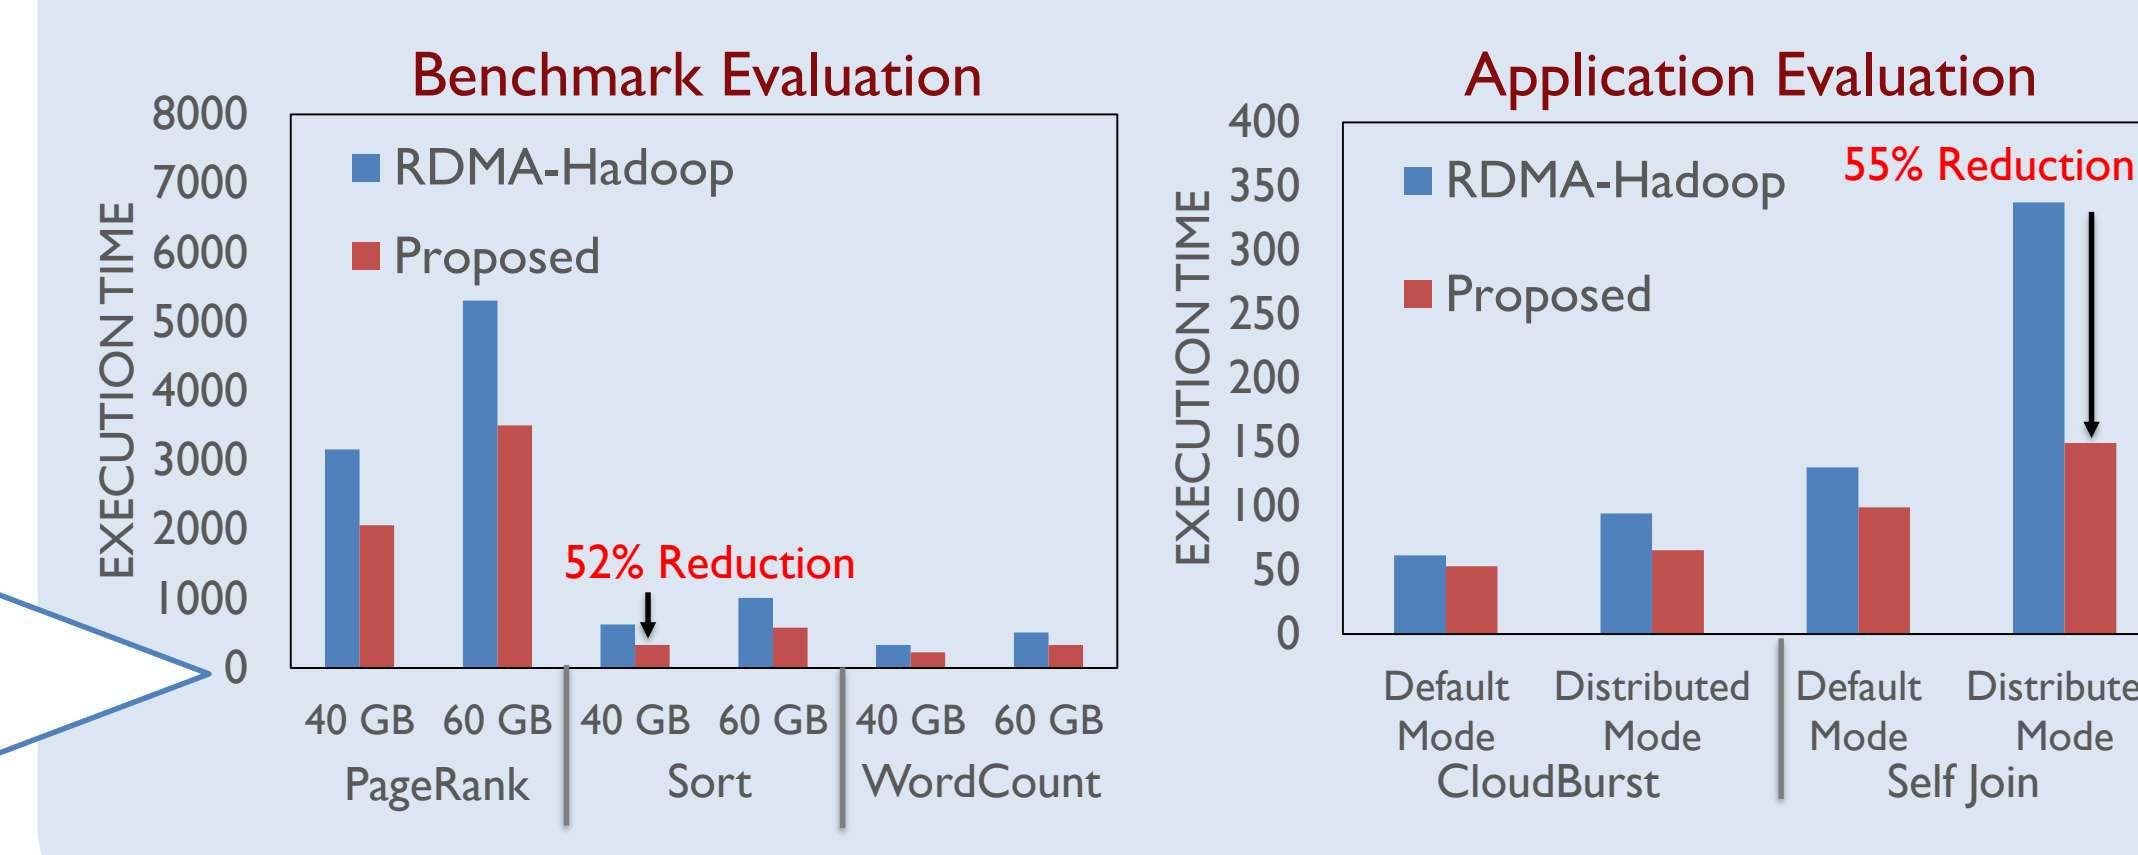 Benchmark Evaluation
8000
7000
6000
5000
4000
3000
2000
1000
0
EXECUTION TIME
RDMA-Hadoop
Proposed
52% Reduction
40 GB 60 GB 40 GB 60 GB 40 GB 60 GB
PageRank Sort WordCount
Application Evaluation
400
350
300
250
200
150
100
50
0
EXECUTION TIME
RDMA-Hadoop
Proposed
55% Reduction
Default Distributed Default Distribute
Mode Mode Mode Mode
CloudBurst Self Join